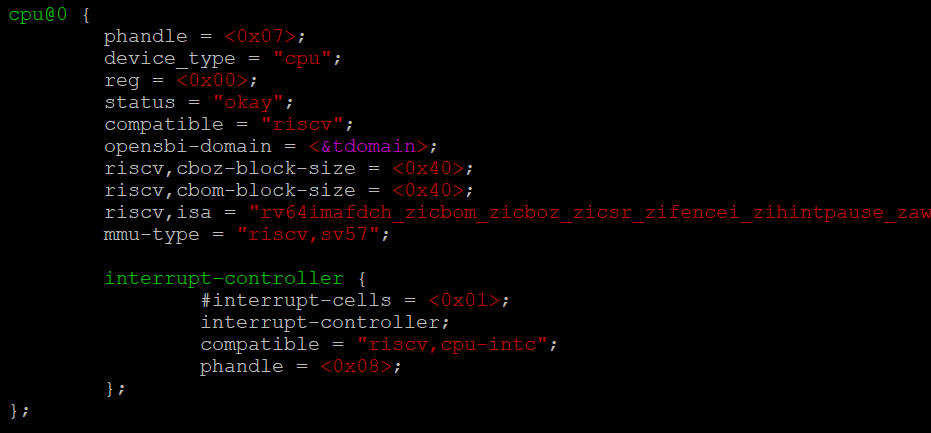 cpu@0 {
phandle = <0x07>;
device_type = "cpu";
reg = <0x00>;
status = "okay";
compatible = "riscv";
opensbi-domain = <&tdomain>;
riscv,cboz-block-size = <0x40>;
riscv,cbom-block-size = <0x40>;
riscv,isa = "rv64imafdch_zicbom_zicboz_zicsr_zifencei_zihintpause_zaw
mmu-type = "riscv,sv57";
interrupt-controller {
#interrupt-cells = <0x01>;
interrupt-controller;
compatible = "riscv,cpu-intc";
phandle = <0x08>;
};
};